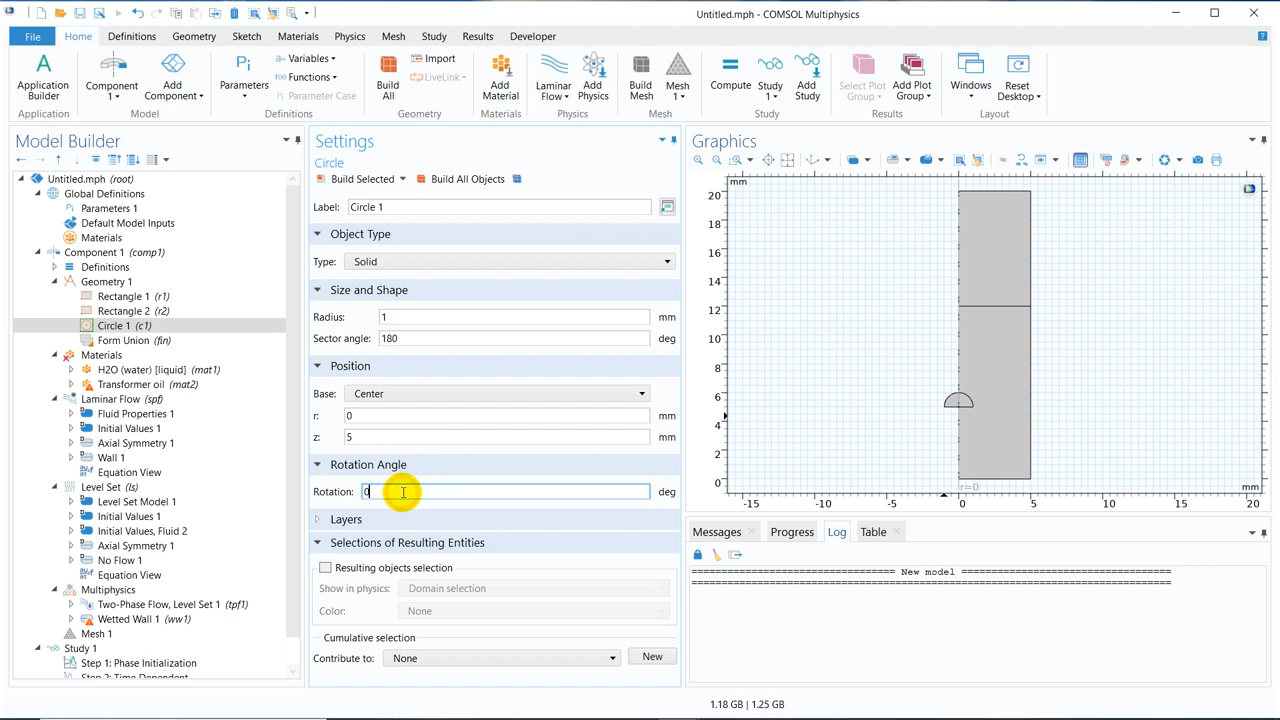 Untitled.mph - COMSOL Multiphysics
File Home Definitions Geometry Sketch Materials Physics Mesh Study Results Developer
Application Builder
Component 1
Add Component
Model
Pi Parameters
Variables
Functions
Parameter Case
Definitions
Build All
Import
LiveLink
Geometry
Add Material
Materials
Laminar Flow
Add Physics
Physics
Build Mesh
Mesh 1
Mesh
Compute
Study 1
Add Study
Study
Select Plot Group
Add Plot Group
Results
Windows
Reset Desktop
Layout
Model Builder
Untitled.mph (root)
Global Definitions
Parameters 1
Default Model Inputs
Materials
Component 1 (comp1)
Definitions
Geometry 1
Rectangle 1 (r1)
Rectangle 2 (r2)
Circle 1 (c1)
Form Union (fin)
Materials
H2O (water) [liquid] (mat1)
Transformer oil (mat2)
Laminar Flow (spf)
Fluid Properties 1
Initial Values 1
Axial Symmetry 1
Wall 1
Equation View
Level Set (ls)
Level Set Model 1
Initial Values 1
Initial Values, Fluid 2
Axial Symmetry 1
No Flow 1
Equation View
Multiphysics
Two-Phase Flow, Level Set 1 (tpf1)
Wetted Wall 1 (ww1)
Mesh 1
Study 1
Step 1: Phase Initialization
Step 2: Time Dependent
Settings
Circle
Build Selected
Build All Objects
Label: Circle 1
Object Type
Type: Solid
Size and Shape
Radius: 1 mm
Sector angle: 180 deg
Position
Base: Center
r: 0 mm
z: 5 mm
Rotation Angle
Rotation: 0 deg
Layers
Selections of Resulting Entities
Resulting objects selection
Show in physics: Domain selection
Color: None
Cumulative selection
Contribute to: None New
Graphics
mm
20
18
16
14
12
10
8
6
4
2
0
r=0
mm
-15 -10 -5 0 5 10 15 20
Messages Progress Log Table
================================ New model ===================================
1.18 GB | 1.25 GB